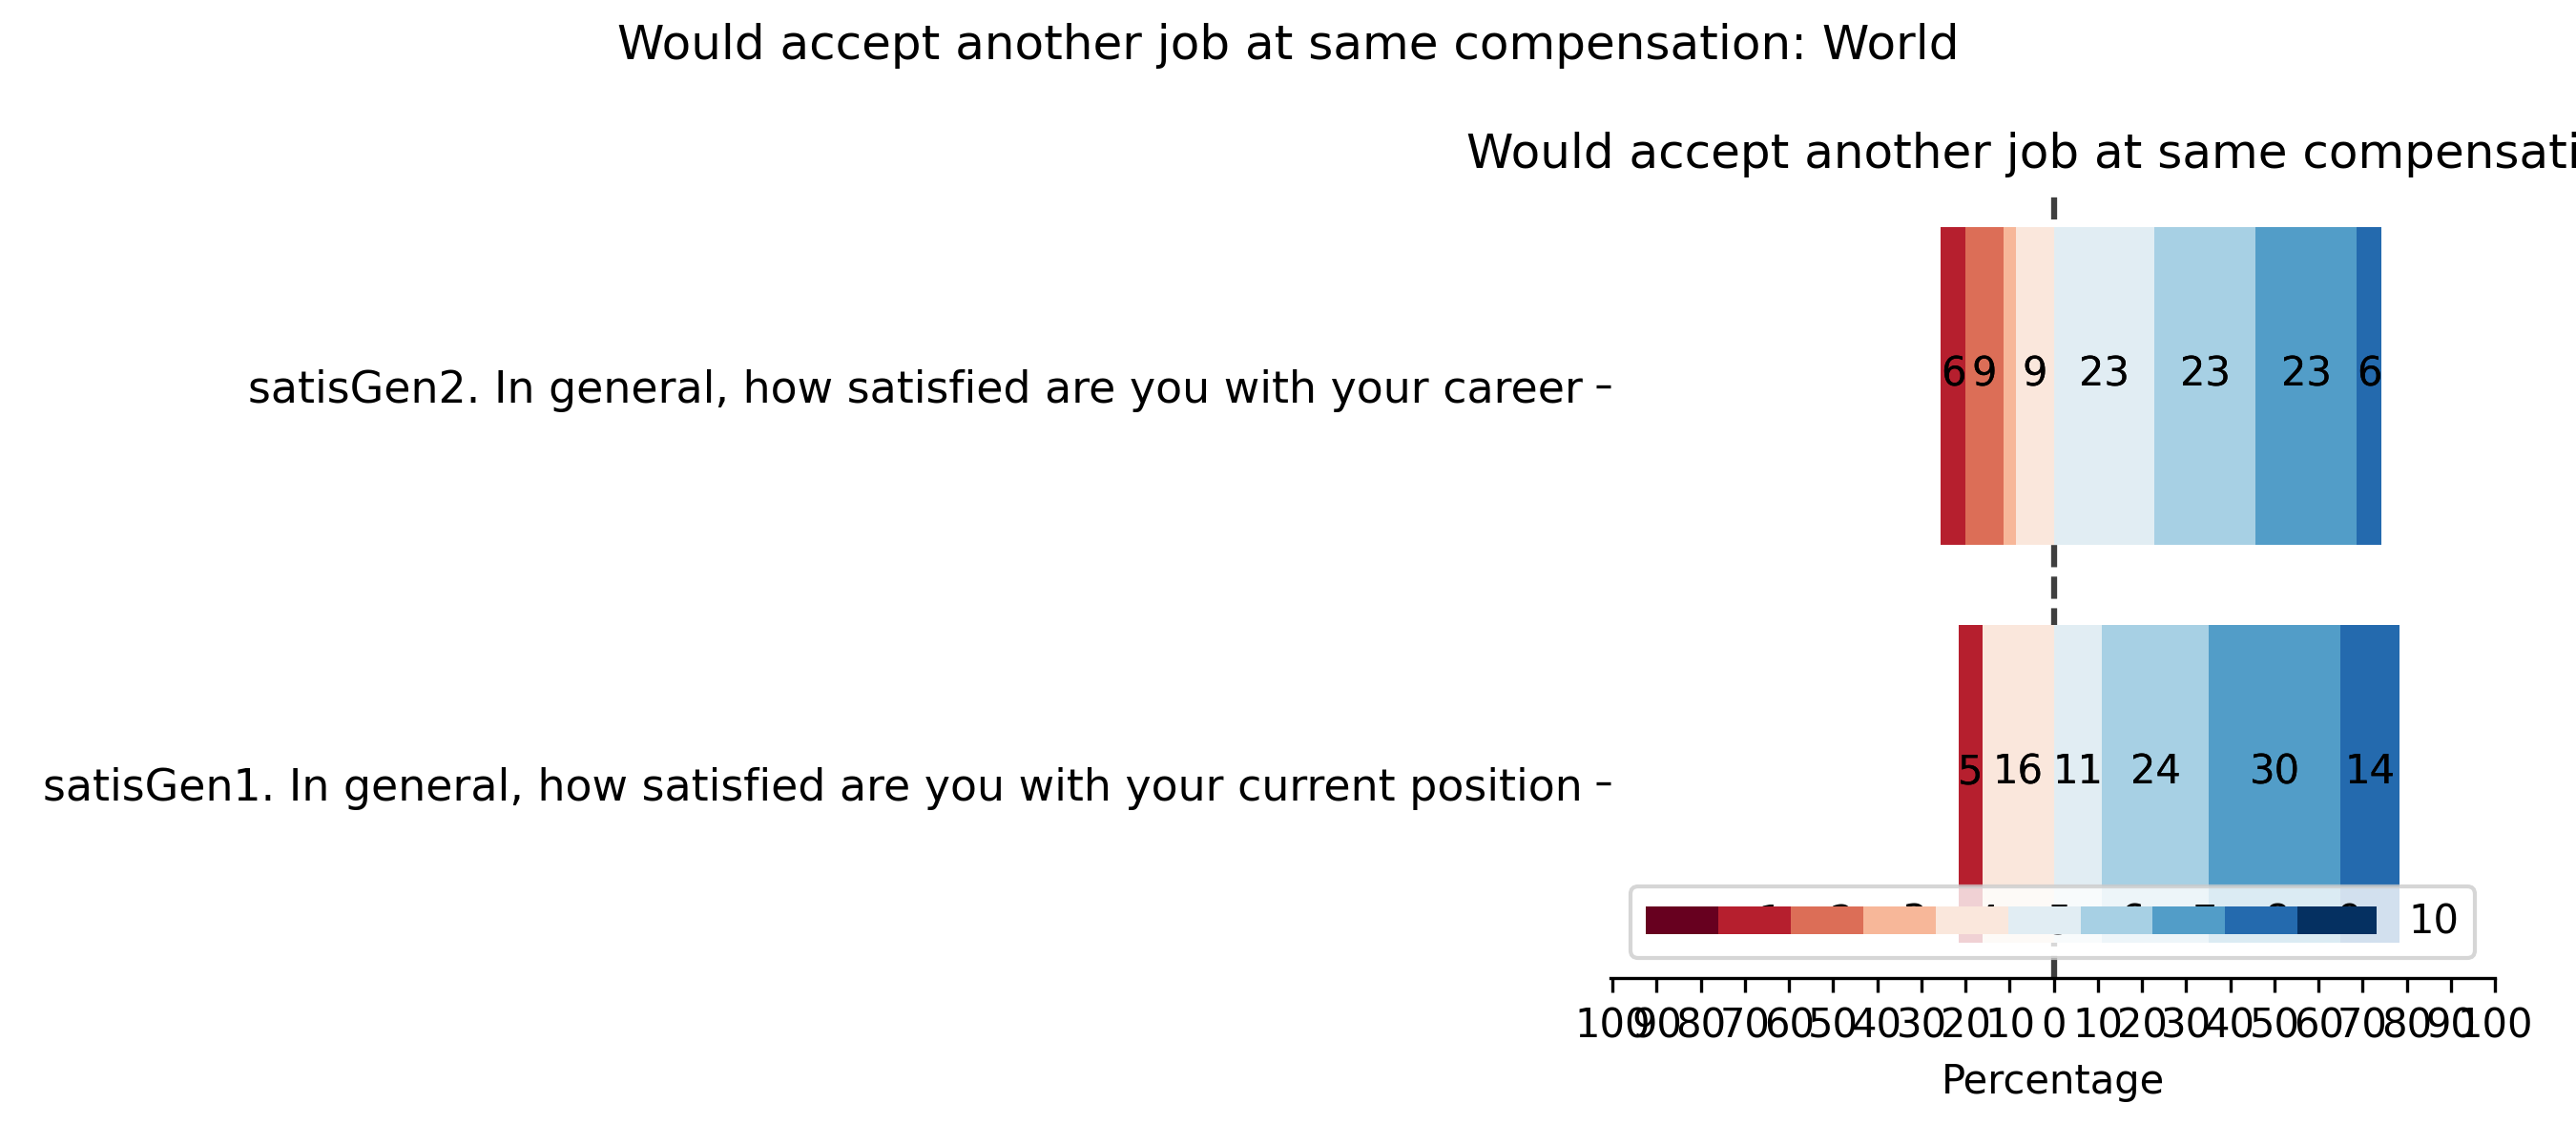 Would accept another job at same compensation: World
Would accept another job at same compensati
satisGen2. In general, how satisfied are you with your career
6 9 9 23 23 23 6
satisGen1. In general, how satisfied are you with your current position
5 16 11 24 30 14
10
100 90 80 70 60 50 40 30 20 10 0 10 20 30 40 50 60 70 80 90 100
Percentage